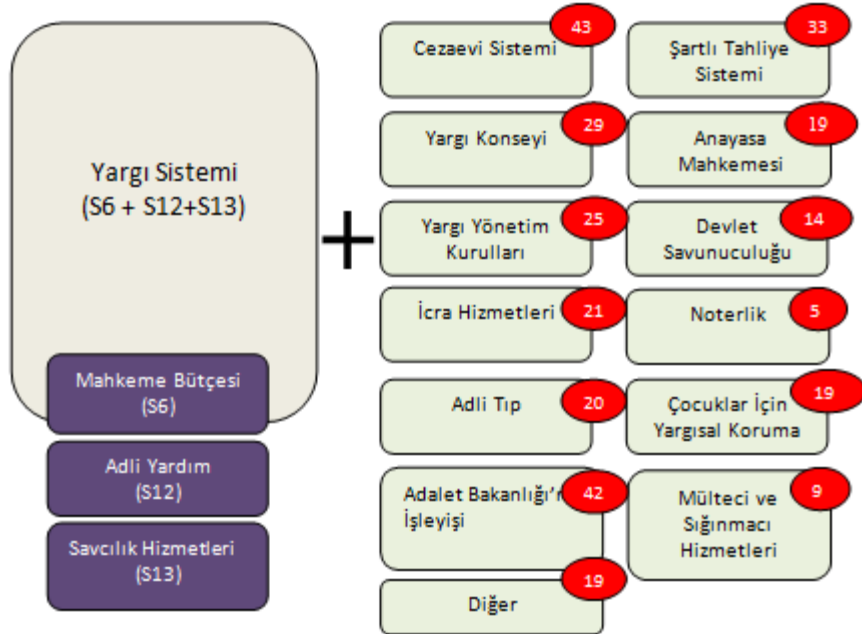 Yargı Sistemi
(S6 + S12+S13)
Mahkeme Bütçesi
(S6)
Adli Yardım
(S12)
Savcılık Hizmetleri
(S13)
+
43
Cezaevi Sistemi
33
Şartlı Tahliye
Sistemi
29
Yargı Konseyi
19
Anayasa
Mahkemesi
25
Yargı Yönetim
Kurulları
14
Devlet
Savunuculuğu
21
İcra Hizmetleri
5
Noterlik
20
Adli Tıp
19
Çocuklar İçin
Yargısal Koruma
42
Adalet
İşleyişi
9
Mülteci ve
Sığınmacı
Hizmetleri
19
Diğer